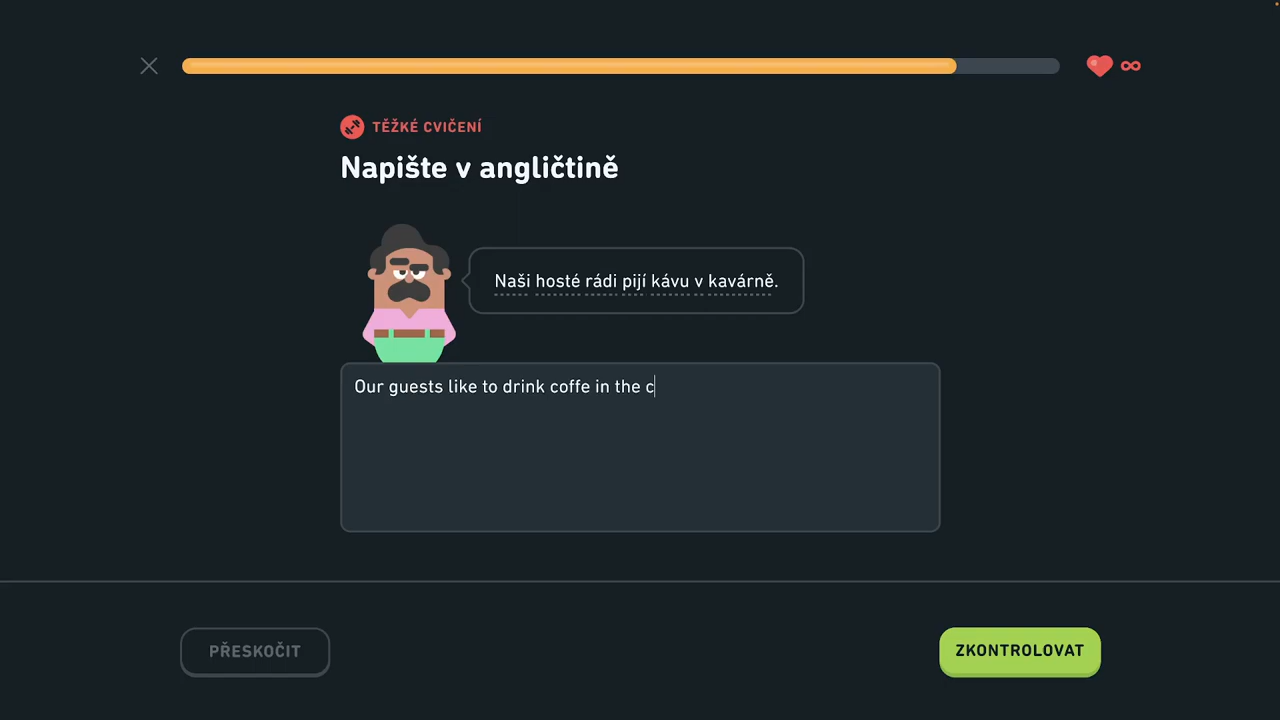 TĚŽKÉ CVIČENÍ
Napište v angličtině
Naši hosté rádi pijí kávu v kavárně.
Our guests like to drink coffe in the c
PŘESKOČIT
ZKONTROLOVAT